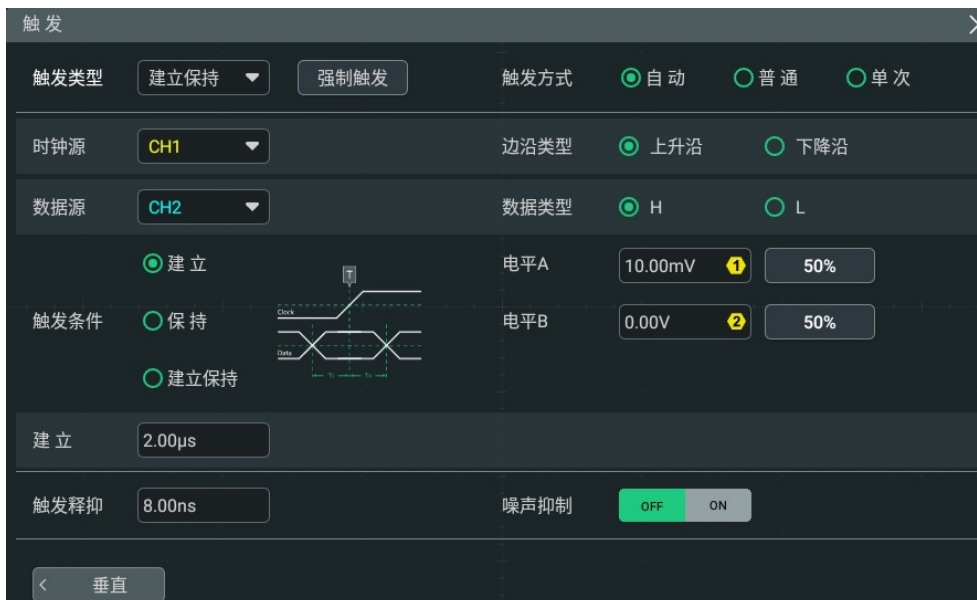 触 发
触发类型 建立保持 强制触发 触发方式 自 动 普 通 单 次
时钟源 CH1 边沿类型 上升沿 下降沿
数据源 CH2 数据类型 H L
建 立 电平A 10.00mV 1 50%
T
Clock
触发条件 保 持 电平B 0.00V 2 50%
Data
建立保持
建 立 2.00μs
触发释抑 8.00ns 噪声抑制 OFF ON
< 垂直